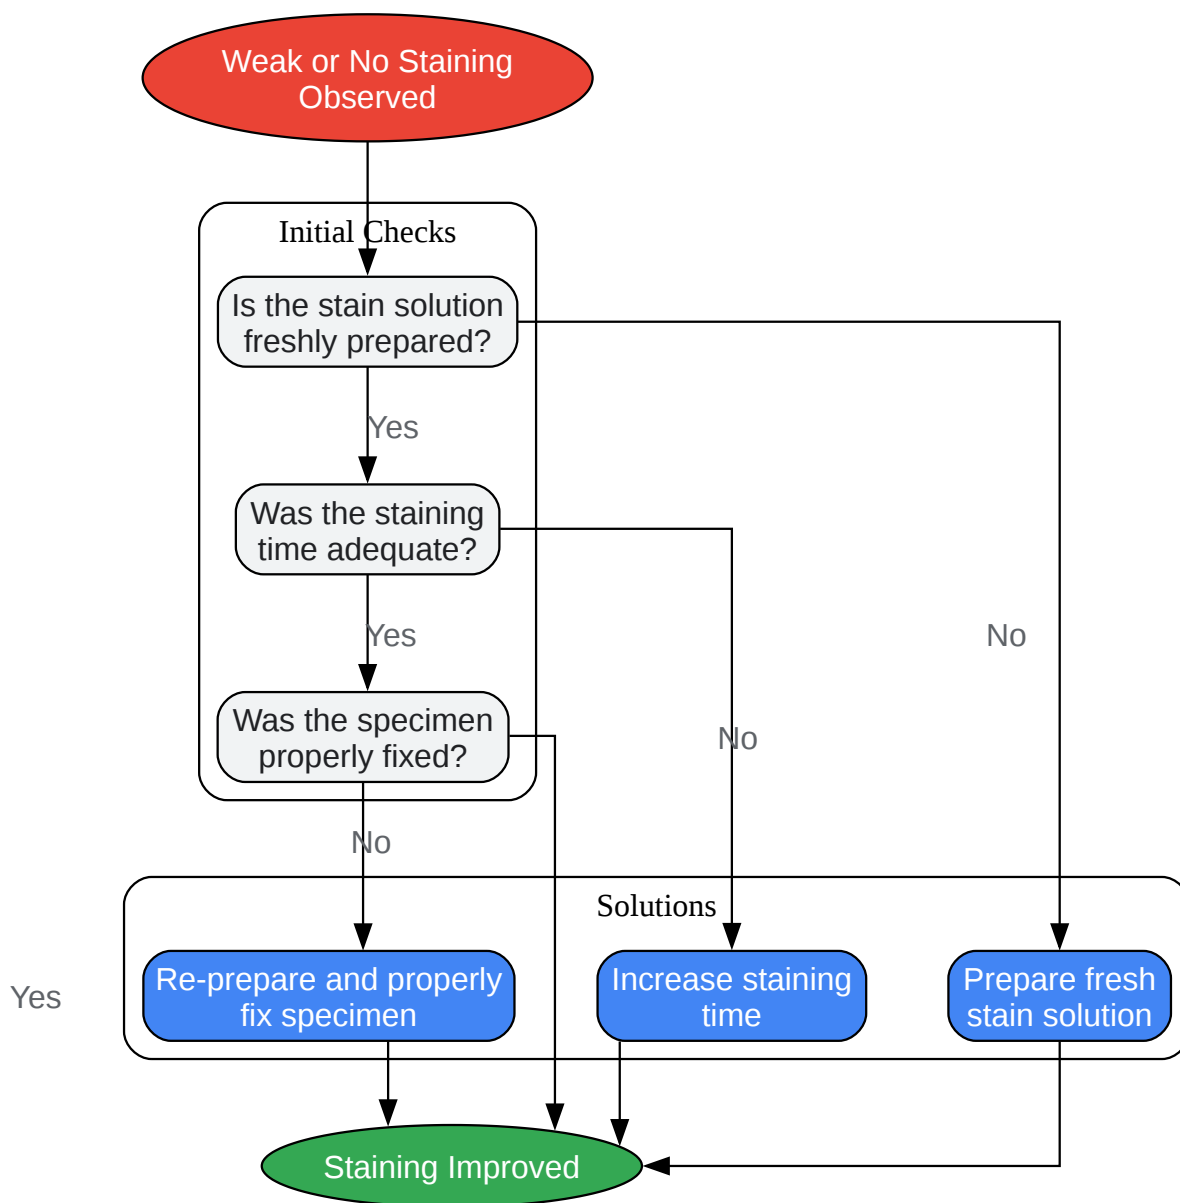 Weak or No Staining
Observed
Initial Checks
Is the stain solution
freshly prepared?
Yes
Was the staining
time adequate?
Yes
No
Was the specimen
properly fixed?
No
No
Solutions
Re-prepare and properly
fix specimen
Increase staining
time
Prepare fresh
stain solution
Yes
Staining Improved